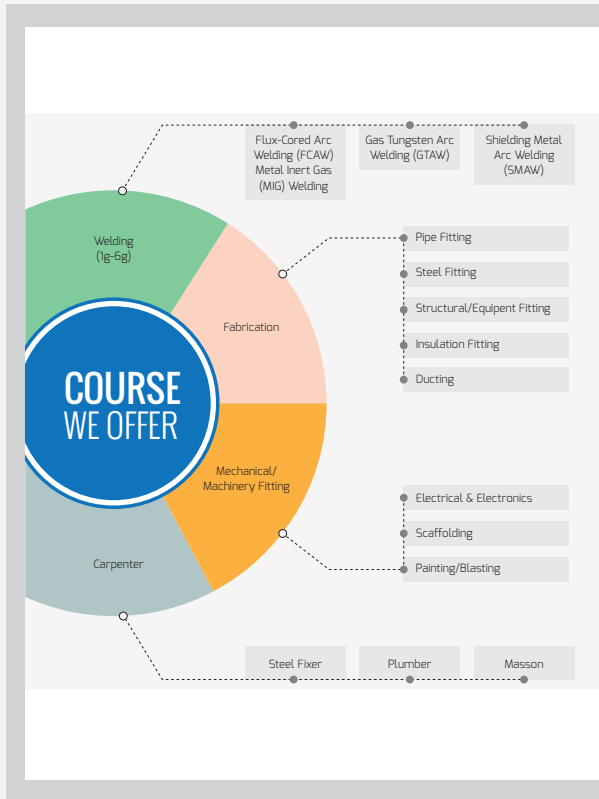 Flux-Cored Arc
Welding (FCAW)
Metal Inert Gas
(MIG) Welding
Gas Tungsten Arc
Welding (GTAW)
Shielding Metal
Arc Welding
(SMAW)
Welding
(1g-6g)
Pipe Fitting
Steel Fitting
Structural/Equipent Fitting
Insulation Fitting
Ducting
Fabrication
COURSE
WE OFFER
Mechanical/
Machinery Fitting
Electrical & Electronics
Scaffolding
Painting/Blasting
Carpenter
Steel Fixer
Plumber
Masson